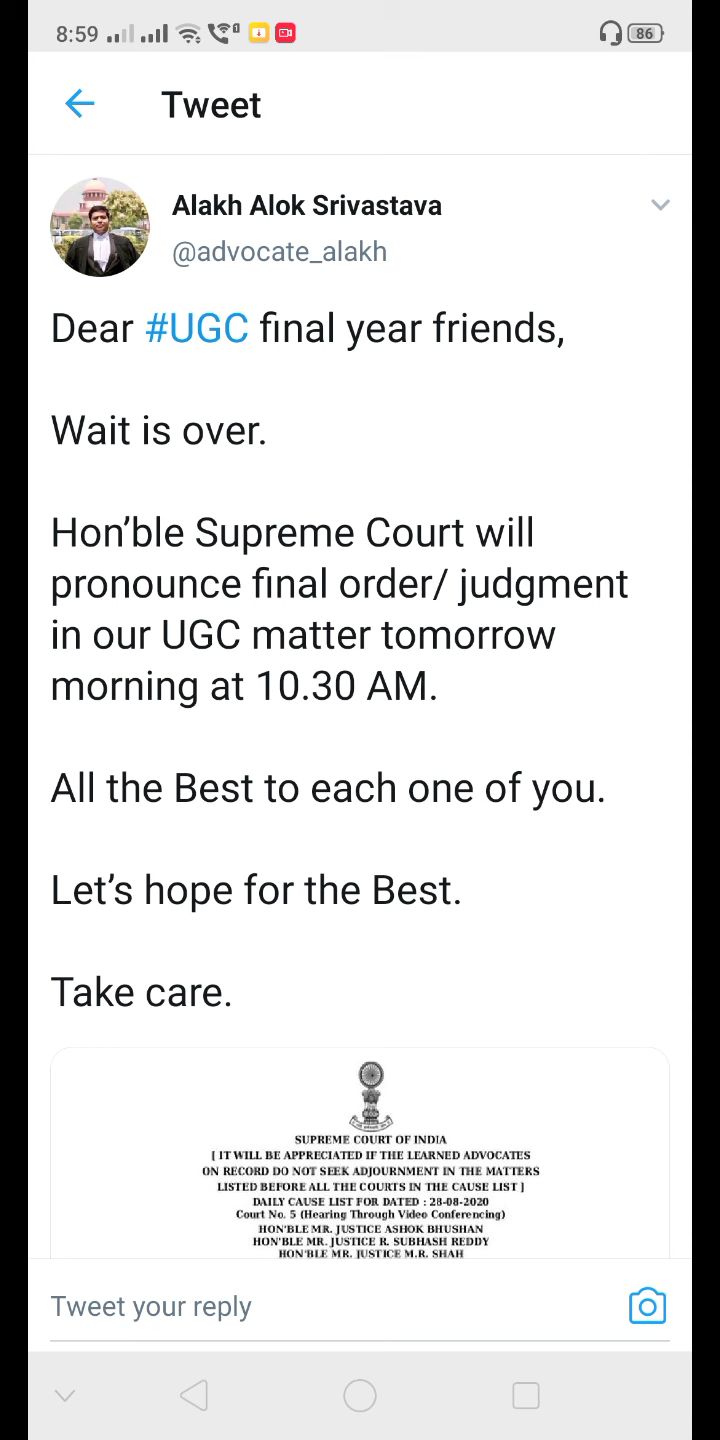 8:59
86
Tweet
Alakh Alok Srivastava
@advocate_alakh
Dear #UGC final year friends,
Wait is over.
Hon’ble Supreme Court will
pronounce final order/ judgment
in our UGC matter tomorrow
morning at 10.30 AM.
All the Best to each one of you.
Let’s hope for the Best.
Take care.
SUPREME COURT OF INDIA
[ IT WILL BE APPRECIATED IF THE LEARNED ADVOCATES
ON RECORD DO NOT SEEK ADJOURNMENT IN THE MATTERS
LISTED BEFORE ALL THE COURTS IN THE CAUSE LIST ]
DAILY CAUSE LIST FOR DATED : 28-08-2020
Court No. 5 (Hearing Through Video Conferencing)
HON'BLE MR. JUSTICE ASHOK BHUSHAN
HON'BLE MR. JUSTICE R. SUBHASH REDDY
HON'BLE MR. JUSTICE M.R. SHAH
Tweet your reply